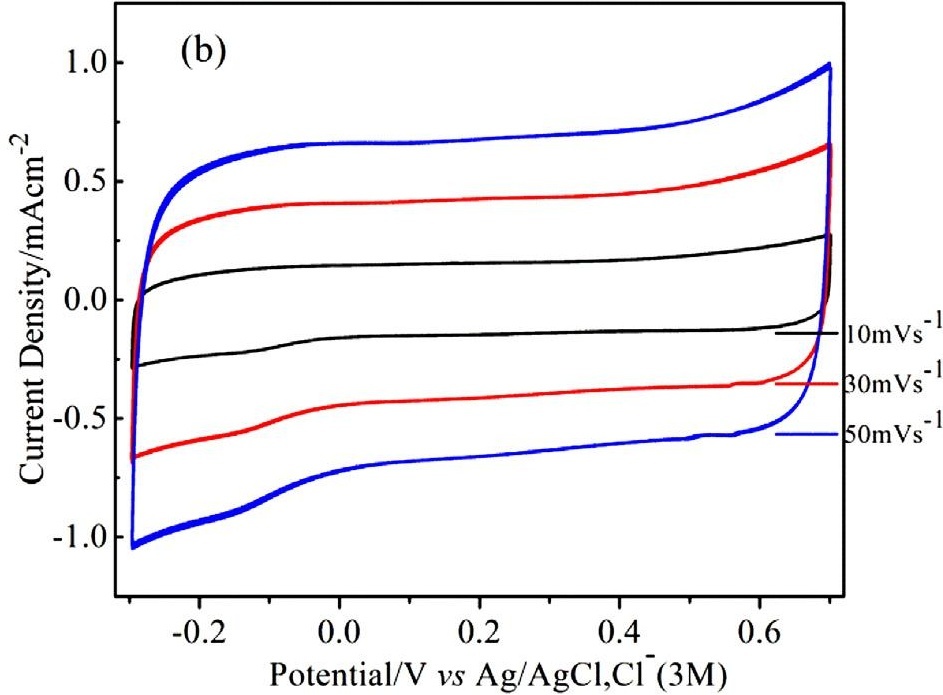 (b)
1.0
0.5
0.0
-0.5
-1.0
Current Density/mAcm⁻²
10mVs⁻¹
30mVs⁻¹
50mVs⁻¹
-0.2 0.0 0.2 0.4 0.6
Potential/V vs Ag/AgCl,Cl⁻(3M)